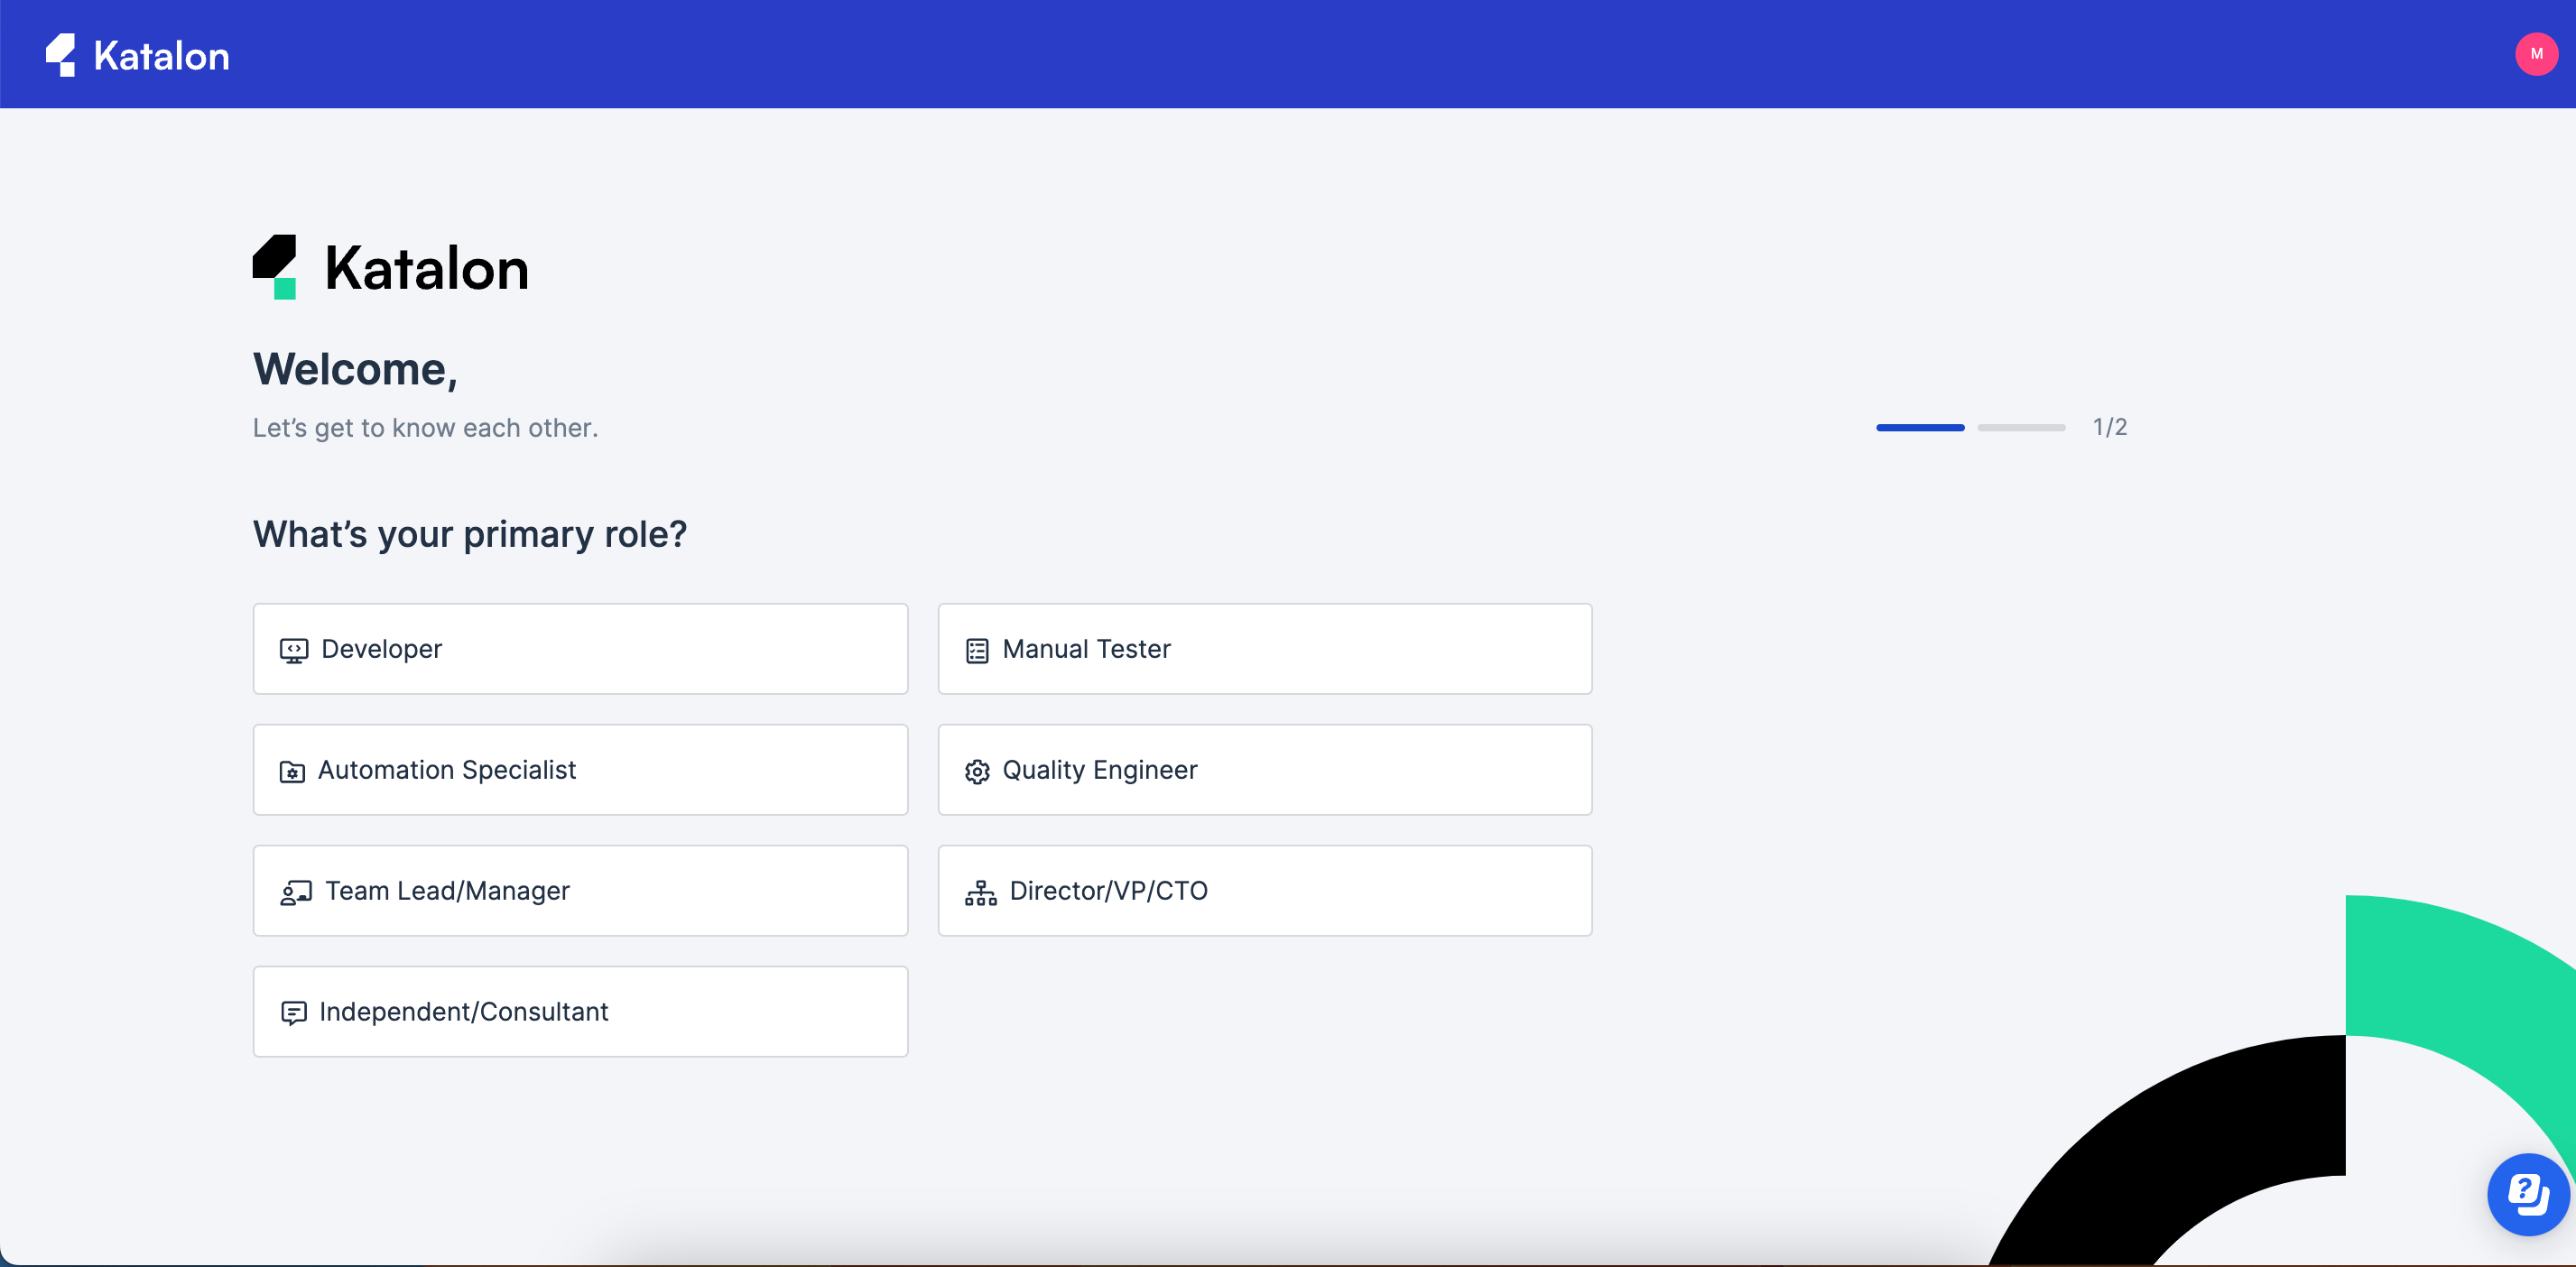 Katalon
M
Katalon
Welcome,
Let’s get to know each other.
1/2
What’s your primary role?
Developer
Manual Tester
Automation Specialist
Quality Engineer
Team Lead/Manager
Director/VP/CTO
Independent/Consultant
?